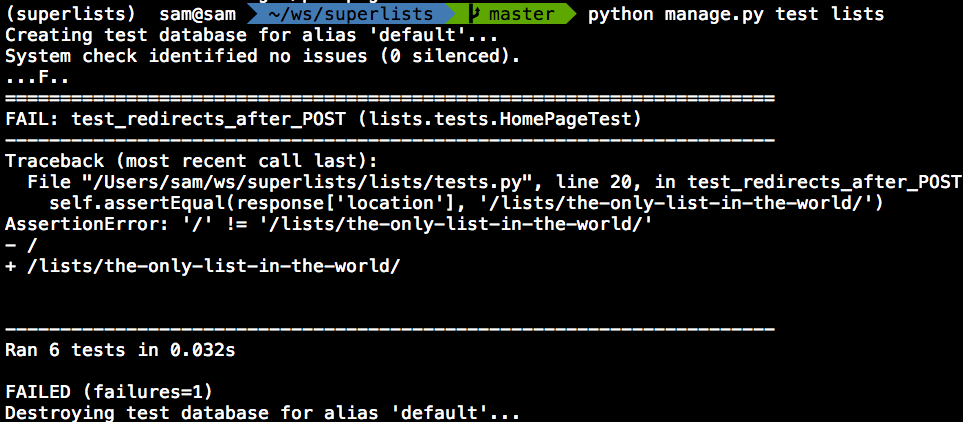 (superlists) sam@sam ~/ws/superlists master python manage.py test lists
Creating test database for alias 'default'...
System check identified no issues (0 silenced).
...F..
======================================================================
FAIL: test_redirects_after_POST (lists.tests.HomePageTest)
----------------------------------------------------------------------
Traceback (most recent call last):
  File "/Users/sam/ws/superlists/lists/tests.py", line 20, in test_redirects_after_POST
    self.assertEqual(response['location'], '/lists/the-only-list-in-the-world/')
AssertionError: '/' != '/lists/the-only-list-in-the-world/'
- /
+ /lists/the-only-list-in-the-world/
----------------------------------------------------------------------
Ran 6 tests in 0.032s
FAILED (failures=1)
Destroying test database for alias 'default'...